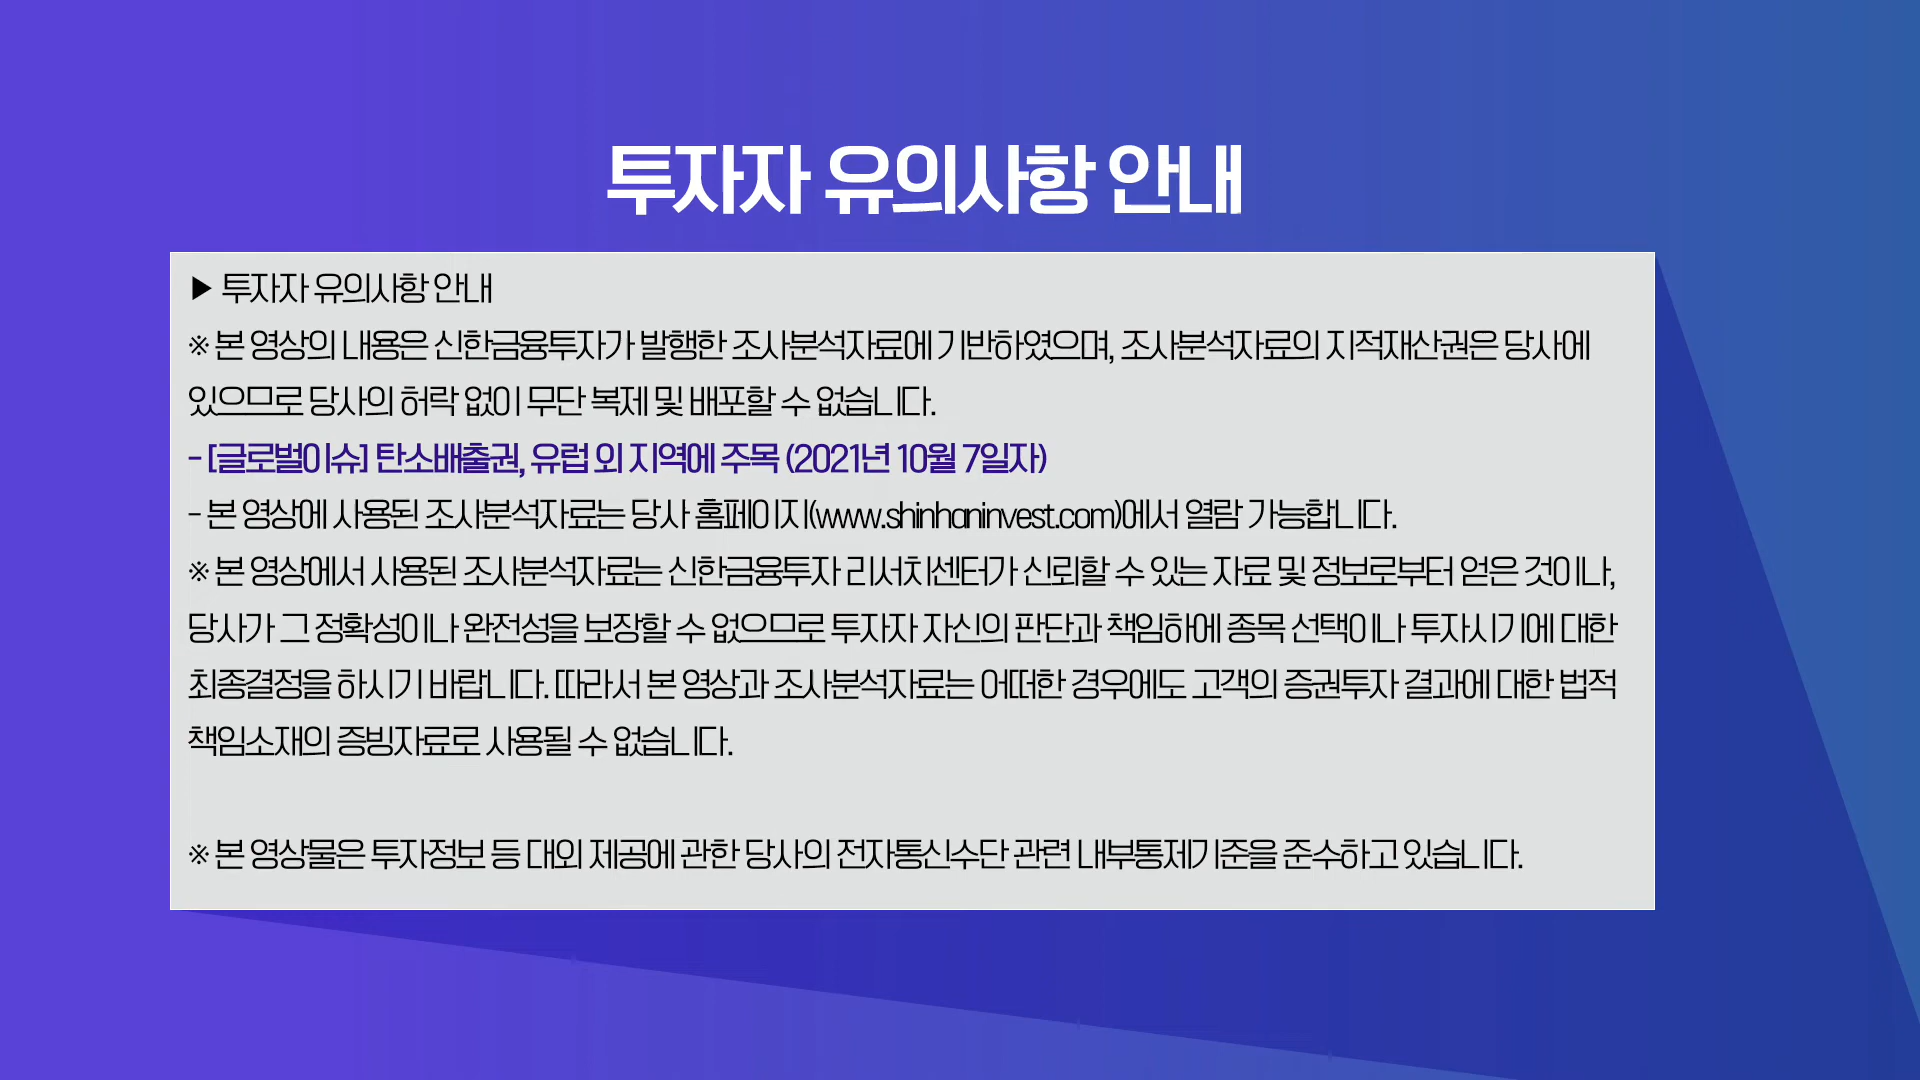 투자자 유의사항 안내
▶ 투자자 유의사항 안내
※ 본 영상의 내용은 신한금융투자가 발행한 조사분석자료에 기반하였으며, 조사분석자료의 지적재산권은 당사에
있으므로 당사의 허락 없이 무단 복제 및 배포할 수 없습니다.
- [글로벌이슈] 탄소배출권, 유럽 외 지역에 주목 (2021년 10월 7일자)
- 본 영상에 사용된 조사분석자료는 당사 홈페이지(www.shinhaninvest.com)에서 열람 가능합니다.
※ 본 영상에서 사용된 조사분석자료는 신한금융투자 리서치센터가 신뢰할 수 있는 자료 및 정보로부터 얻은 것이나,
당사가 그 정확성이나 완전성을 보장할 수 없으므로 투자자 자신의 판단과 책임하에 종목 선택이나 투자시기에 대한
최종결정을 하시기 바랍니다. 따라서 본 영상과 조사분석자료는 어떠한 경우에도 고객의 증권투자 결과에 대한 법적
책임소재의 증빙자료로 사용될 수 없습니다.
※ 본 영상물은 투자정보 등 대외 제공에 관한 당사의 전자통신수단 관련 내부통제기준을 준수하고 있습니다.